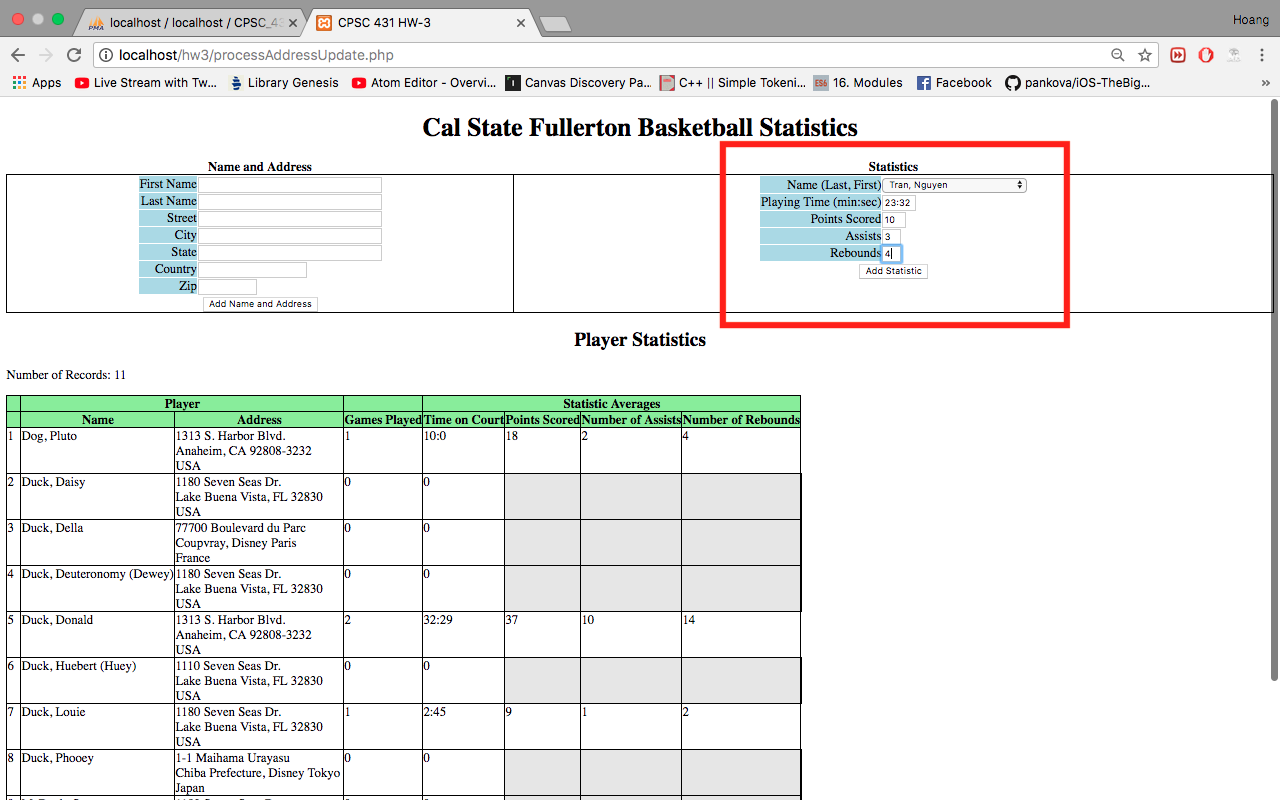 localhost / localhost / CPSC_4
CPSC 431 HW-3
Hoang
localhost/hw3/processAddressUpdate.php
Apps
Live Stream with Tw...
Library Genesis
Atom Editor - Overvi...
Canvas Discovery Pa...
C++ || Simple Tokeni...
16. Modules
Facebook
pankova/iOS-TheBig...
Cal State Fullerton Basketball Statistics
Name and Address
First Name
Last Name
Street
City
State
Country
Zip
Add Name and Address
Statistics
Name (Last, First) Tran, Nguyen
Playing Time (min:sec) 23:32
Points Scored 10
Assists 3
Rebounds 4
Add Statistic
Player Statistics
Number of Records: 11
Player Statistic Averages
Name Address Games Played Time on Court Points Scored Number of Assists Number of Rebounds
1 Dog, Pluto 1313 S. Harbor Blvd. 1 10:0 18 2 4
Anaheim, CA 92808-3232
USA
2 Duck, Daisy 1180 Seven Seas Dr. 0 0
Lake Buena Vista, FL 32830
USA
3 Duck, Della 77700 Boulevard du Parc 0 0
Coupvray, Disney Paris
France
4 Duck, Deuteronomy (Dewey) 1180 Seven Seas Dr. 0 0
Lake Buena Vista, FL 32830
USA
5 Duck, Donald 1313 S. Harbor Blvd. 2 32:29 37 10 14
Anaheim, CA 92808-3232
USA
6 Duck, Huebert (Huey) 1110 Seven Seas Dr. 0 0
Lake Buena Vista, FL 32830
USA
7 Duck, Louie 1180 Seven Seas Dr. 1 2:45 9 1 2
Lake Buena Vista, FL 32830
USA
8 Duck, Phooey 1-1 Maihama Urayasu 0 0
Chiba Prefecture, Disney Tokyo
Japan